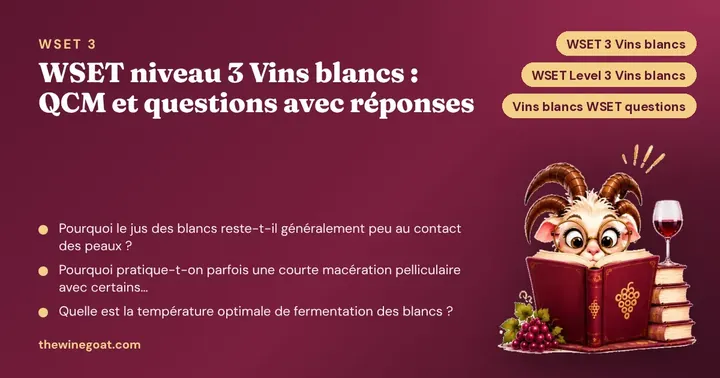 WSET 3
WSET niveau 3 Vins blancs :
QCM et questions avec réponses
WSET 3 Vins blancs
WSET Level 3 Vins blancs
Vins blancs WSET questions
Pourquoi le jus des blancs reste-t-il généralement peu au contact
des peaux ?
Pourquoi pratique-t-on parfois une courte macération pelliculaire
avec certains...
Quelle est la température optimale de fermentation des blancs ?
thewinegoat.com